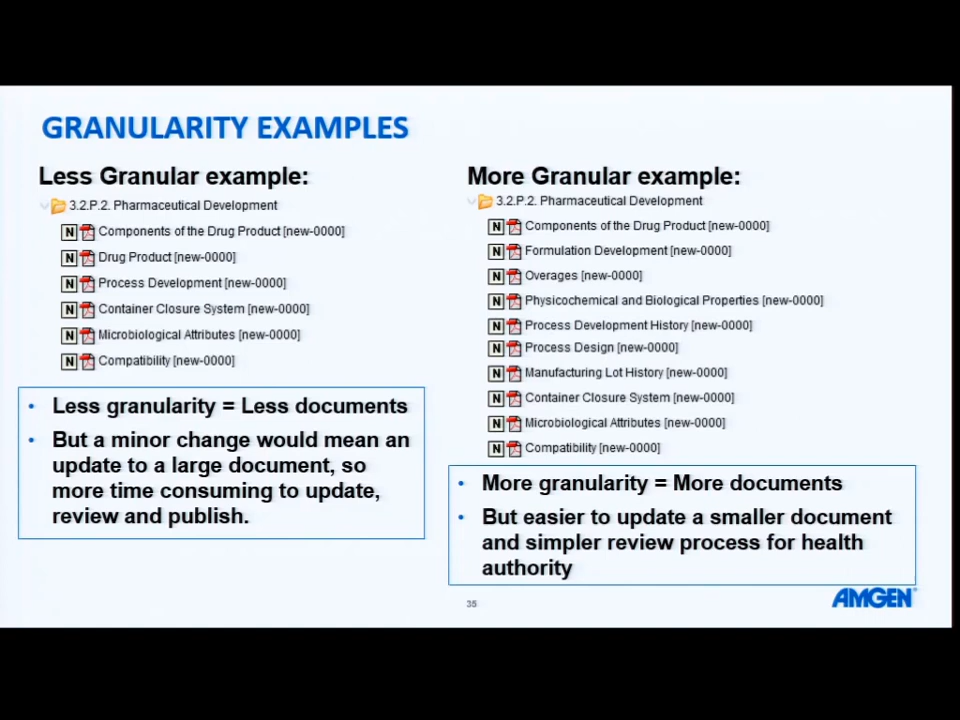 GRANULARITY EXAMPLES
Less Granular example:
3.2.P.2. Pharmaceutical Development
N Components of the Drug Product [new-0000]
N Drug Product [new-0000]
N Process Development [new-0000]
N Container Closure System [new-0000]
N Microbiological Attributes [new-0000]
N Compatibility [new-0000]
• Less granularity = Less documents
• But a minor change would mean an
update to a large document, so
more time consuming to update,
review and publish.
More Granular example:
3.2.P.2. Pharmaceutical Development
N Components of the Drug Product [new-0000]
N Formulation Development [new-0000]
N Overages [new-0000]
N Physicochemical and Biological Properties [new-0000]
N Process Development History [new-0000]
N Process Design [new-0000]
N Manufacturing Lot History [new-0000]
N Container Closure System [new-0000]
N Microbiological Attributes [new-0000]
N Compatibility [new-0000]
• More granularity = More documents
• But easier to update a smaller document
and simpler review process for health
authority
35
AMGEN®